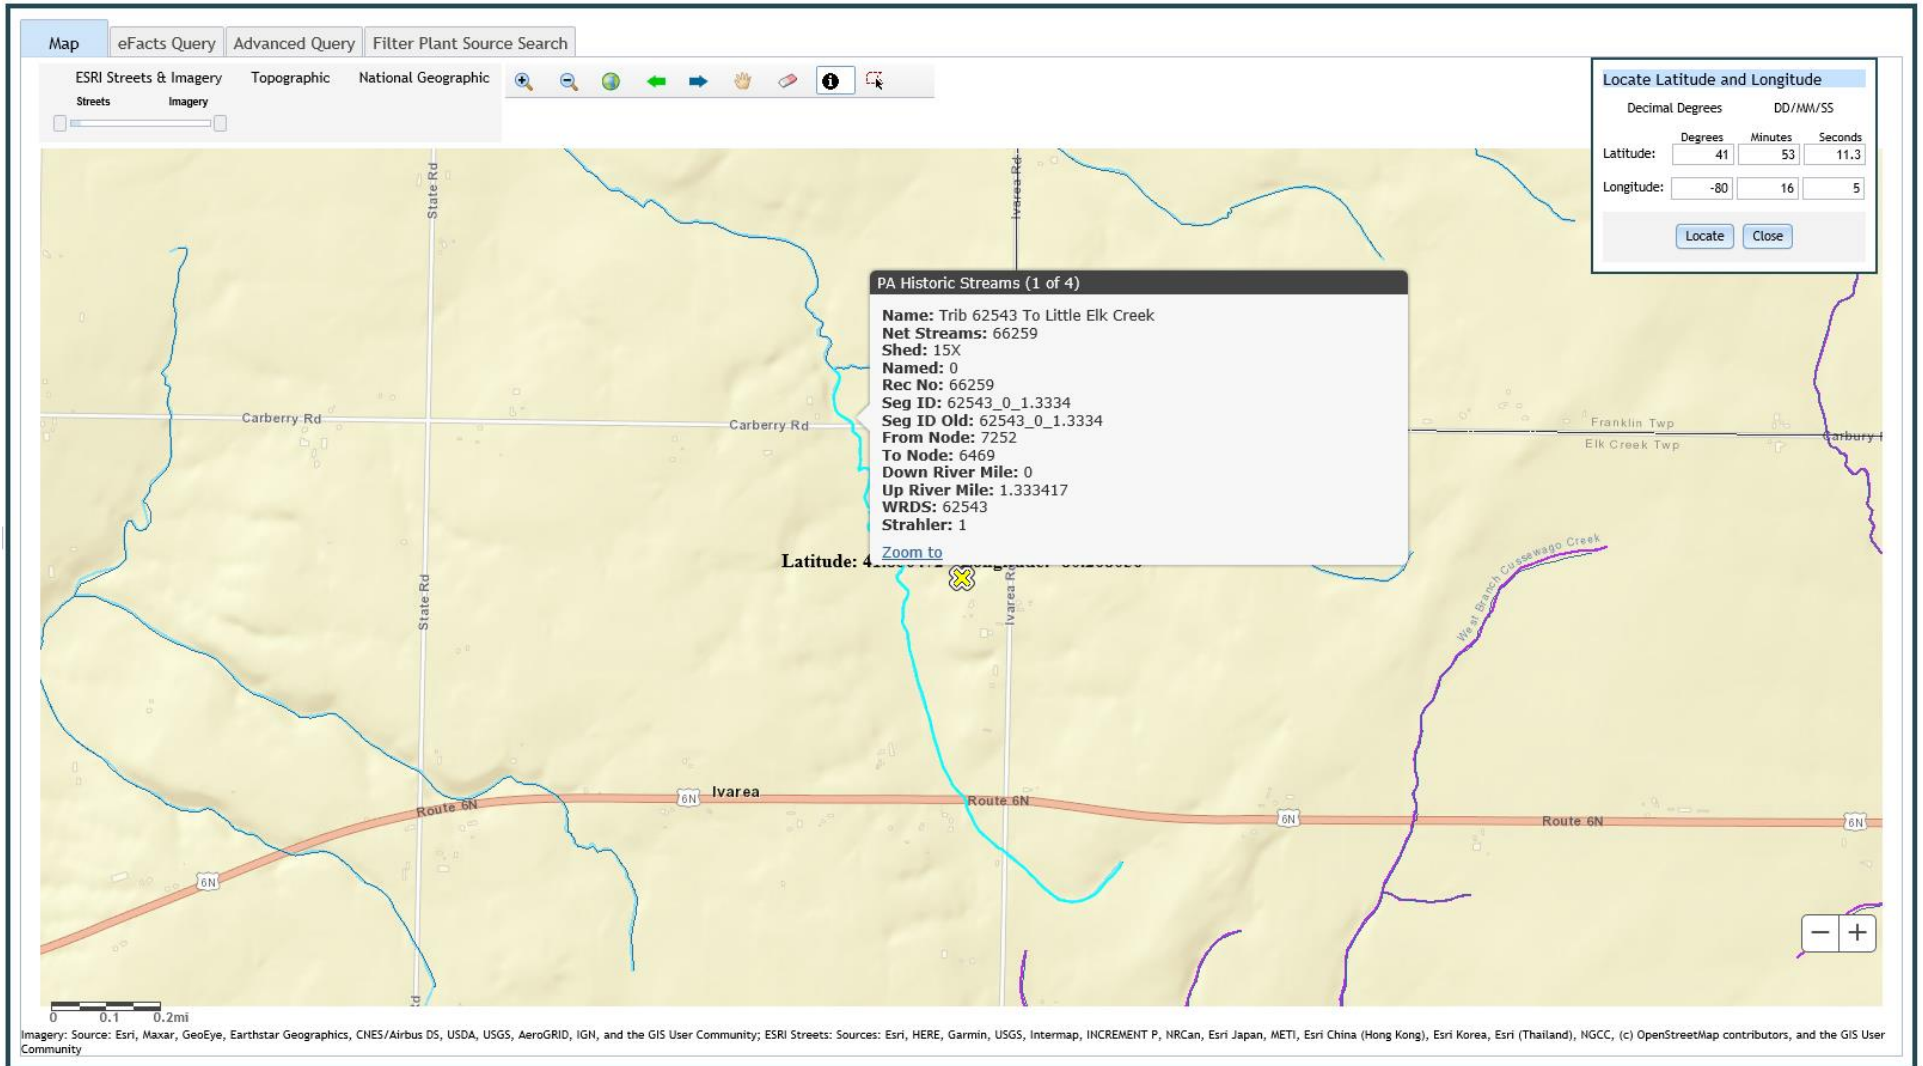 Map eFacts Query Advanced Query Filter Plant Source Search
ESRI Streets & Imagery Topographic National Geographic
Streets Imagery
Locate Latitude and Longitude
Decimal Degrees DD/MM/SS
Degrees Minutes Seconds
Latitude: 41 53 11.3
Longitude: -80 16 5
Locate Close
State Rd
Ivarea Rd
PA Historic Streams (1 of 4)
Name: Trib 62543 To Little Elk Creek
Net Streams: 66259
Shed: 15X
Named: 0
Rec No: 66259
Seg ID: 62543_0_1.3334
Seg ID Old: 62543_0_1.3334
From Node: 7252
To Node: 6469
Down River Mile: 0
Up River Mile: 1.333417
WRDS: 62543
Strahler: 1
Zoom to
Carberry Rd
Carberry Rd
Franklin Twp
Elk Creek Twp
Carbury
Latitude:
West Branch Cussewago Creek
State Rd
Ivarea Rd
Ivarea
Route 6N
6N
Route 6N
6N
Route 6N
6N
6N
0 0.1 0.2mi
Imagery: Source: Esri, Maxar, GeoEye, Earthstar Geographics, CNES/Airbus DS, USDA, USGS, AeroGRID, IGN, and the GIS User Community; ESRI Streets: Sources: Esri, HERE, Garmin, USGS, Intermap, INCREMENT P, NRCan, Esri Japan, METI, Esri China (Hong Kong), Esri Korea, Esri (Thailand), NGCC, (c) OpenStreetMap contributors, and the GIS User
Community